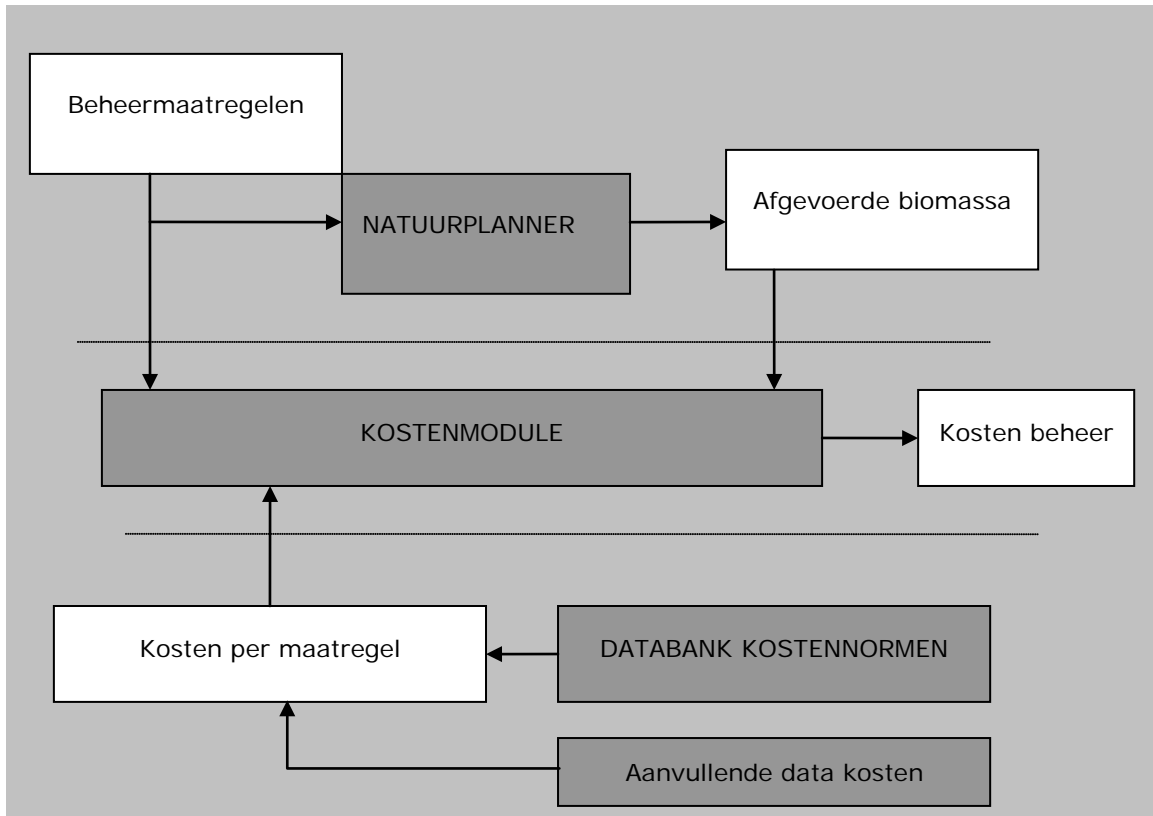 Beheermaatregelen
NATUURPLANNER
Afgevoerde biomassa
KOSTENMODULE
Kosten beheer
Kosten per maatregel
DATABANK KOSTENNORMEN
Aanvullende data kosten